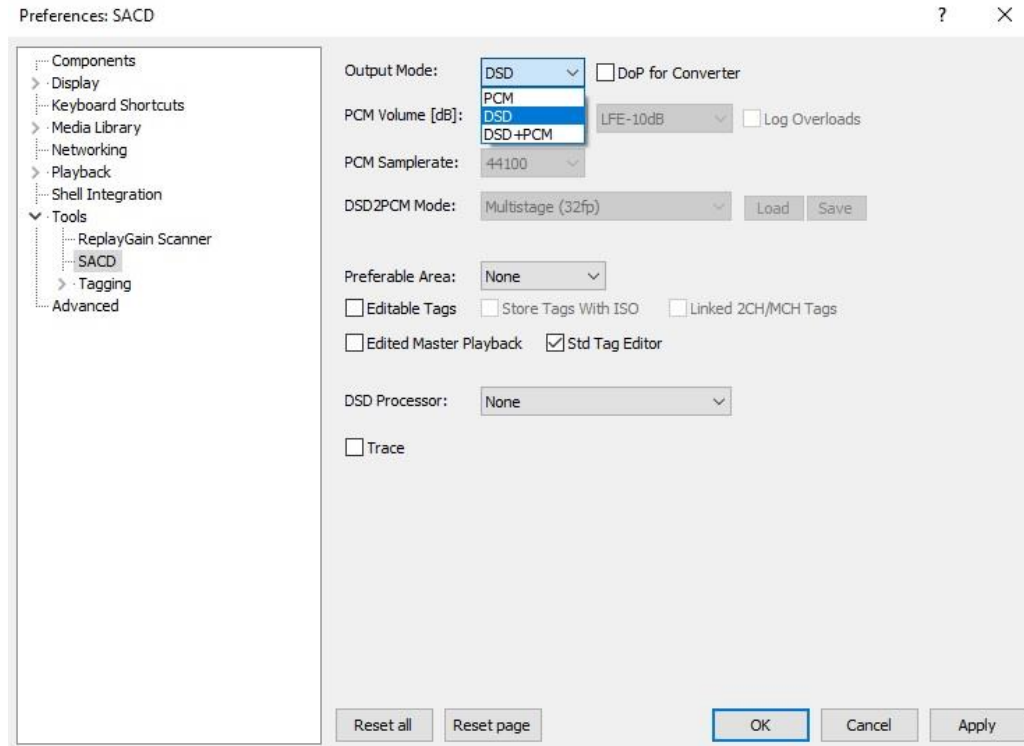 Preferences: SACD
?
Components
Display
Keyboard Shortcuts
Media Library
Networking
Playback
Shell Integration
Tools
ReplayGain Scanner
SACD
Tagging
Advanced
Output Mode: DSD DoP for Converter
PCM
DSD
DSD+PCM
PCM Volume [dB]: LFE-10dB Log Overloads
PCM Samplerate: 44100
DSD2PCM Mode: Multistage (32fp) Load Save
Preferable Area: None
Editable Tags Store Tags With ISO Linked 2CH/MCH Tags
Edited Master Playback Std Tag Editor
DSD Processor: None
Trace
Reset all Reset page OK Cancel Apply